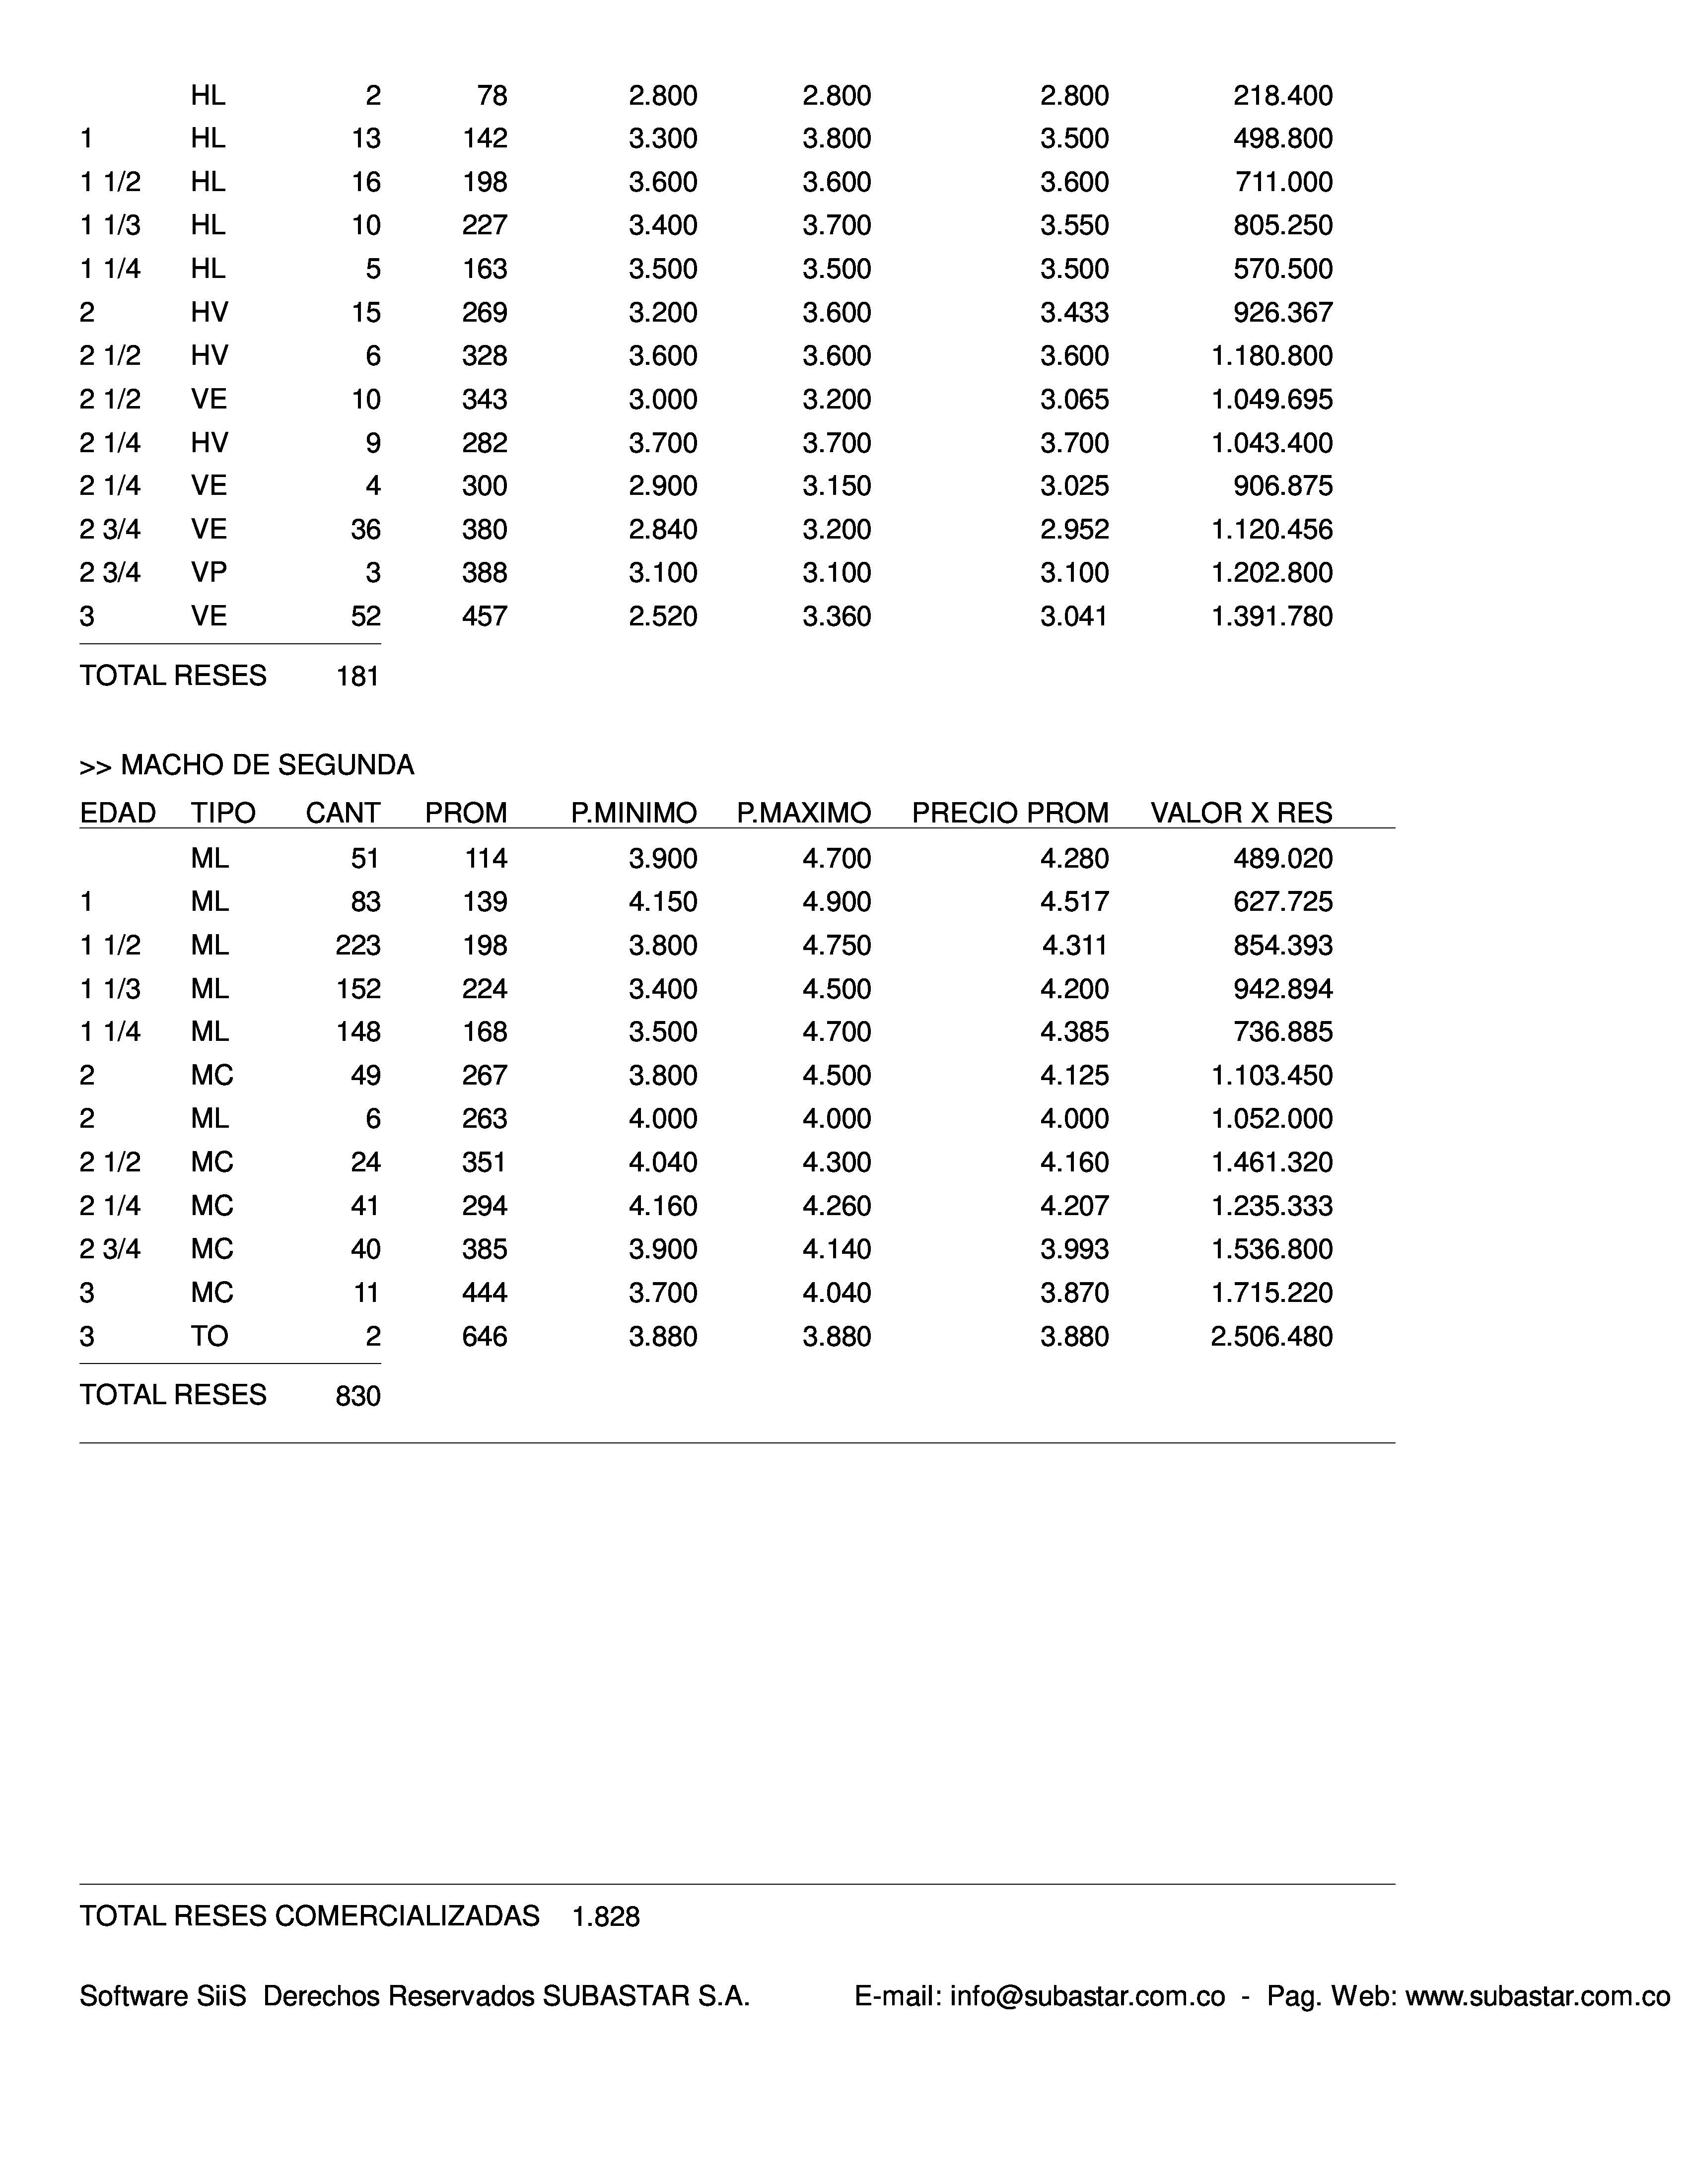 HL 2 78 2.800 2.800 2.800 218.400
1 HL 13 142 3.300 3.800 3.500 498.800
1 1/2 HL 16 198 3.600 3.600 3.600 711.000
1 1/3 HL 10 227 3.400 3.700 3.550 805.250
1 1/4 HL 5 163 3.500 3.500 3.500 570.500
2 HV 15 269 3.200 3.600 3.433 926.367
2 1/2 HV 6 328 3.600 3.600 3.600 1.180.800
2 1/2 VE 10 343 3.000 3.200 3.065 1.049.695
2 1/4 HV 9 282 3.700 3.700 3.700 1.043.400
2 1/4 VE 4 300 2.900 3.150 3.025 906.875
2 3/4 VE 36 380 2.840 3.200 2.952 1.120.456
2 3/4 VP 3 388 3.100 3.100 3.100 1.202.800
3 VE 52 457 2.520 3.360 3.041 1.391.780
TOTAL RESES 181
>> MACHO DE SEGUNDA
EDAD TIPO CANT PROM P.MINIMO P.MAXIMO PRECIO PROM VALOR X RES
ML 51 114 3.900 4.700 4.280 489.020
1 ML 83 139 4.150 4.900 4.517 627.725
1 1/2 ML 223 198 3.800 4.750 4.311 854.393
1 1/3 ML 152 224 3.400 4.500 4.200 942.894
1 1/4 ML 148 168 3.500 4.700 4.385 736.885
2 MC 49 267 3.800 4.500 4.125 1.103.450
2 ML 6 263 4.000 4.000 4.000 1.052.000
2 1/2 MC 24 351 4.040 4.300 4.160 1.461.320
2 1/4 MC 41 294 4.160 4.260 4.207 1.235.333
2 3/4 MC 40 385 3.900 4.140 3.993 1.536.800
3 MC 11 444 3.700 4.040 3.870 1.715.220
3 TO 2 646 3.880 3.880 3.880 2.506.480
TOTAL RESES 830
TOTAL RESES COMERCIALIZADAS 1.828
Software SiiS Derechos Reservados SUBASTAR S.A. E-mail: info@subastar.com.co - Pag. Web: www.subastar.com.co